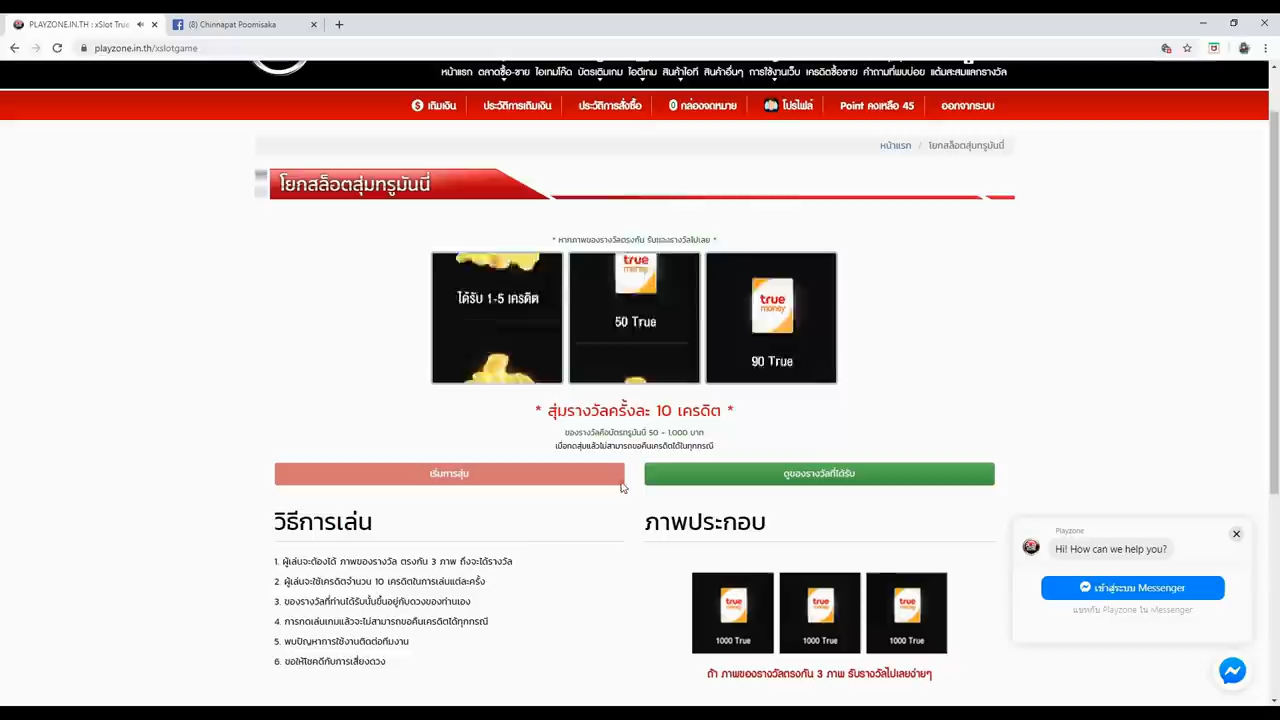 PLAYZONE.IN.TH : xSlot True
(8) Chinnapat Poomisaka
playzone.in.th/xslotgame
หน้าแรก ตลาดซื้อ-ขาย ไอเทมโค๊ด บัตรเติมเกม ไอดีเกม สินค้าไอที สินค้าอื่นๆ การใช้งานเว็บ เครดิตซื้อขาย คำถามที่พบบ่อย แต้มสะสมแลกรางวัล
เติมเงิน ประวัติการเติมเงิน ประวัติการสั่งซื้อ 0 กล่องจดหมาย โปรไฟล์ Point คงเหลือ 45 ออกจากระบบ
หน้าแรก / โยกสล็อตสุ่มทรูมันนี่
โยกสล็อตสุ่มทรูมันนี่
* หากภาพของรางวัลตรงกัน รับของรางวัลไปเลย *
true money
true money
ได้รับ 1-5 เครดิต
50 True
90 True
* สุ่มรางวัลครั้งละ 10 เครดิต *
ของรางวัลคือบัตรทรูมันนี่ 50 - 1,000 บาท
เมื่อกดสุ่มแล้วไม่สามารถขอคืนเครดิตได้ในทุกกรณี
เริ่มการสุ่ม
ดูของรางวัลที่ได้รับ
วิธีการเล่น
1. ผู้เล่นจะต้องได้ ภาพของรางวัล ตรงกัน 3 ภาพ ถึงจะได้รางวัล
2. ผู้เล่นจะใช้เครดิตจำนวน 10 เครดิตในการเล่นแต่ละครั้ง
3. ของรางวัลที่ท่านได้รับนั้นขึ้นอยู่กับดวงของท่านเอง
4. การกดเล่นเกมแล้วจะไม่สามารถขอคืนเครดิตได้ทุกกรณี
5. พบปัญหาการใช้งานติดต่อทีมงาน
6. ขอให้โชคดีกับการเสี่ยงดวง
ภาพประกอบ
true money true money true money
1000 True 1000 True 1000 True
ถ้า ภาพของรางวัลตรงกัน 3 ภาพ รับรางวัลไปเลยง่ายๆ
Playzone
Hi! How can we help you?
เข้าสู่ระบบ Messenger
แชทกับ Playzone ใน Messenger